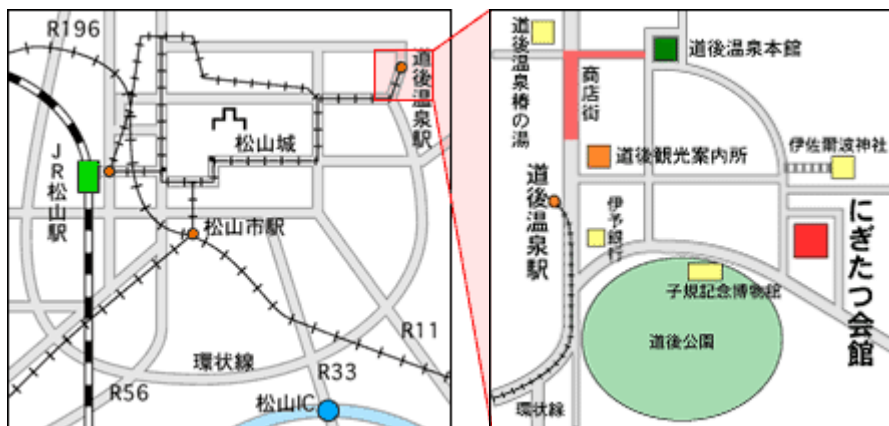 R196
道後温泉駅
松山城
JR松山駅
松山市駅
R11
環状線
R33
R56
松山IC
道後温泉椿の湯
道後温泉本館
商店街
道後観光案内所
伊佐爾波神社
道後温泉駅
伊予銀行
にぎたつ会館
子規記念博物館
道後公園
環状線